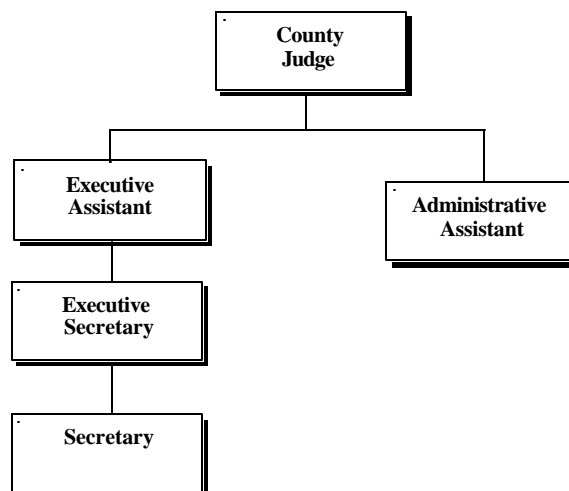 County
Judge
Executive
Assistant
Administrative
Assistant
Executive
Secretary
Secretary